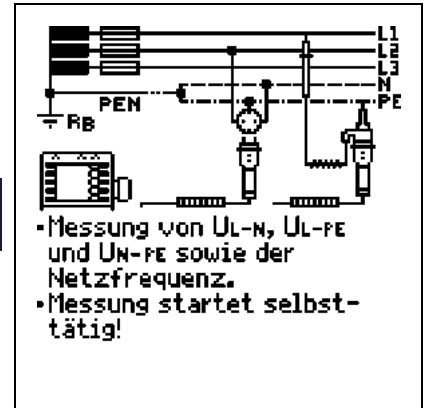 L1
L2
L3
N
PE
PEN
RB
▪Messung von UL-N, UL-PE
und UN-PE sowie der
Netzfrequenz.
▪Messung startet selbst-
tätig!